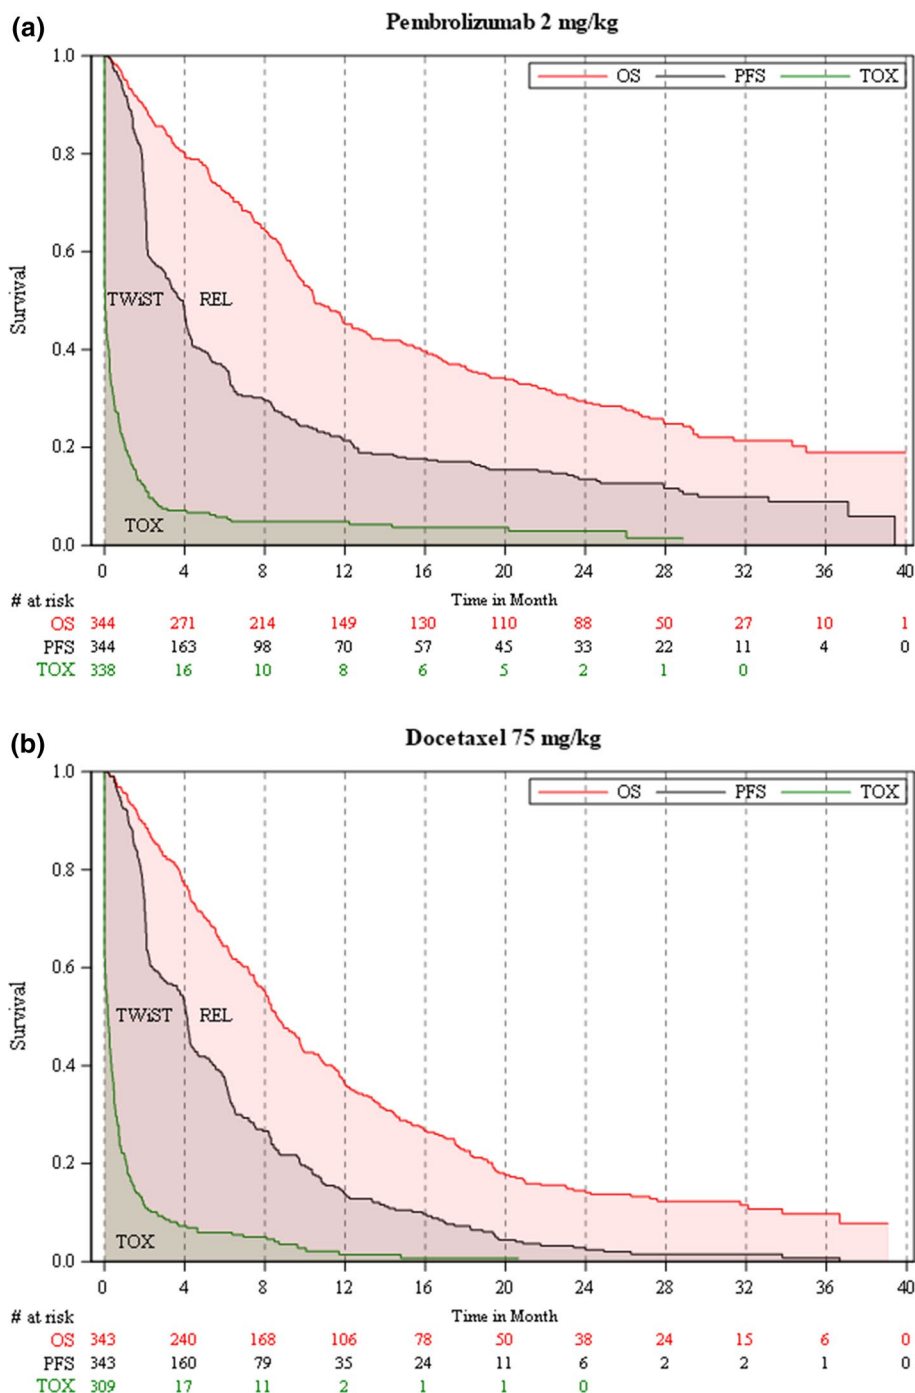 (a)
Pembrolizumab 2 mg/kg
OS PFS TOX
1.0
0.8
0.6
0.4
0.2
0.0
Survival
TWiST REL
TOX
0 4 8 12 16 20 24 28 32 36 40
# at risk Time in Month
OS 344 271 214 149 130 110 88 50 27 10 1
PFS 344 163 98 70 57 45 33 22 11 4 0
TOX 338 16 10 8 6 5 2 1 0
(b)
Docetaxel 75 mg/kg
OS PFS TOX
1.0
0.8
0.6
0.4
0.2
0.0
Survival
TWiST REL
TOX
0 4 8 12 16 20 24 28 32 36 40
# at risk Time in Month
OS 343 240 168 106 78 50 38 24 15 6 0
PFS 343 160 79 35 24 11 6 2 2 1 0
TOX 309 17 11 2 1 1 0